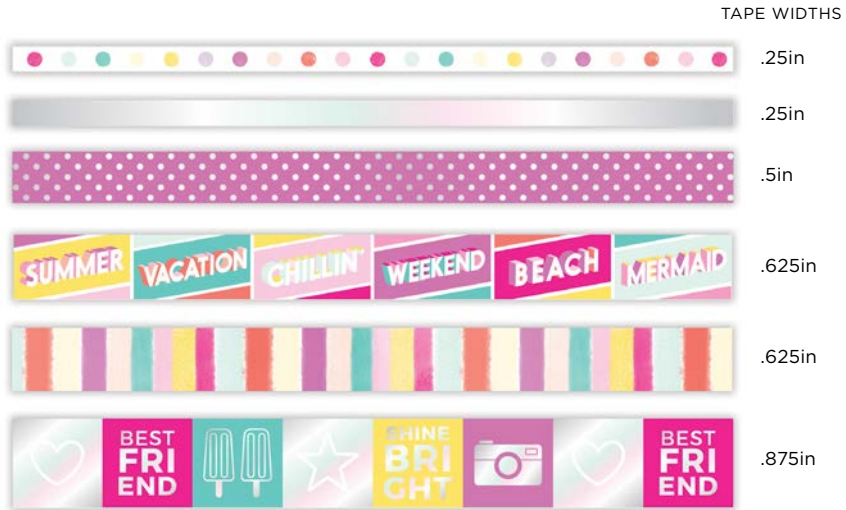 TAPE WIDTHS
.25in
.25in
.5in
SUMMER VACATION CHILLIN' WEEKEND BEACH MERMAID
.625in
.625in
BEST
FRI
END
SHINE
BRI
GHT
BEST
FRI
END
.875in